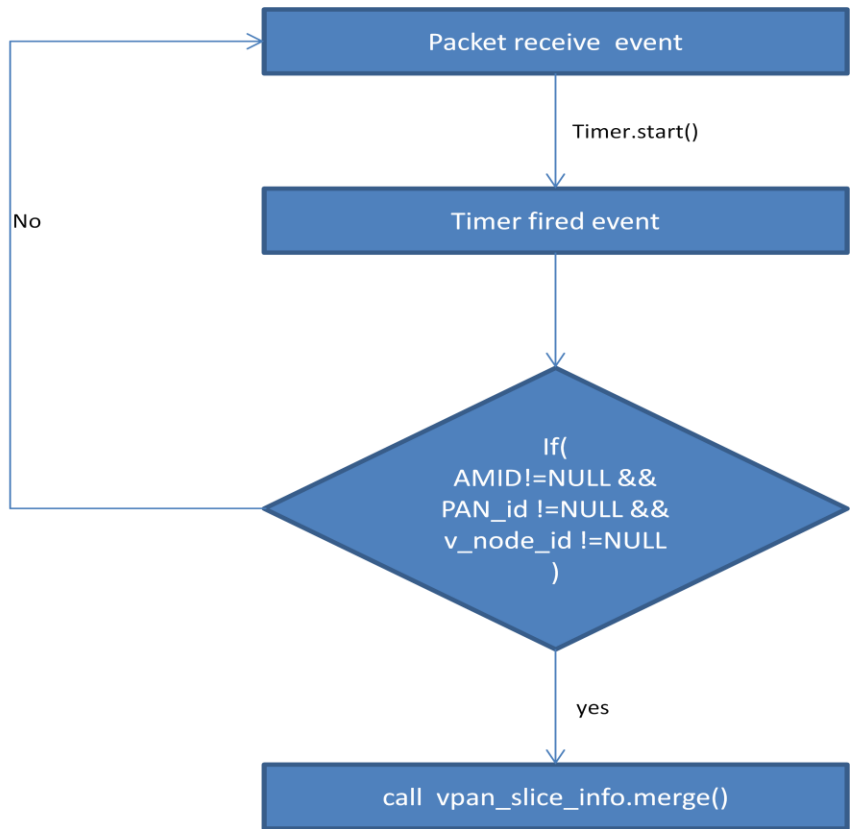 Packet receive event
Timer.start()
No
Timer fired event
If(
AMID!=NULL &&
PAN_id !=NULL &&
v_node_id !=NULL
)
yes
call vpan_slice_info.merge()